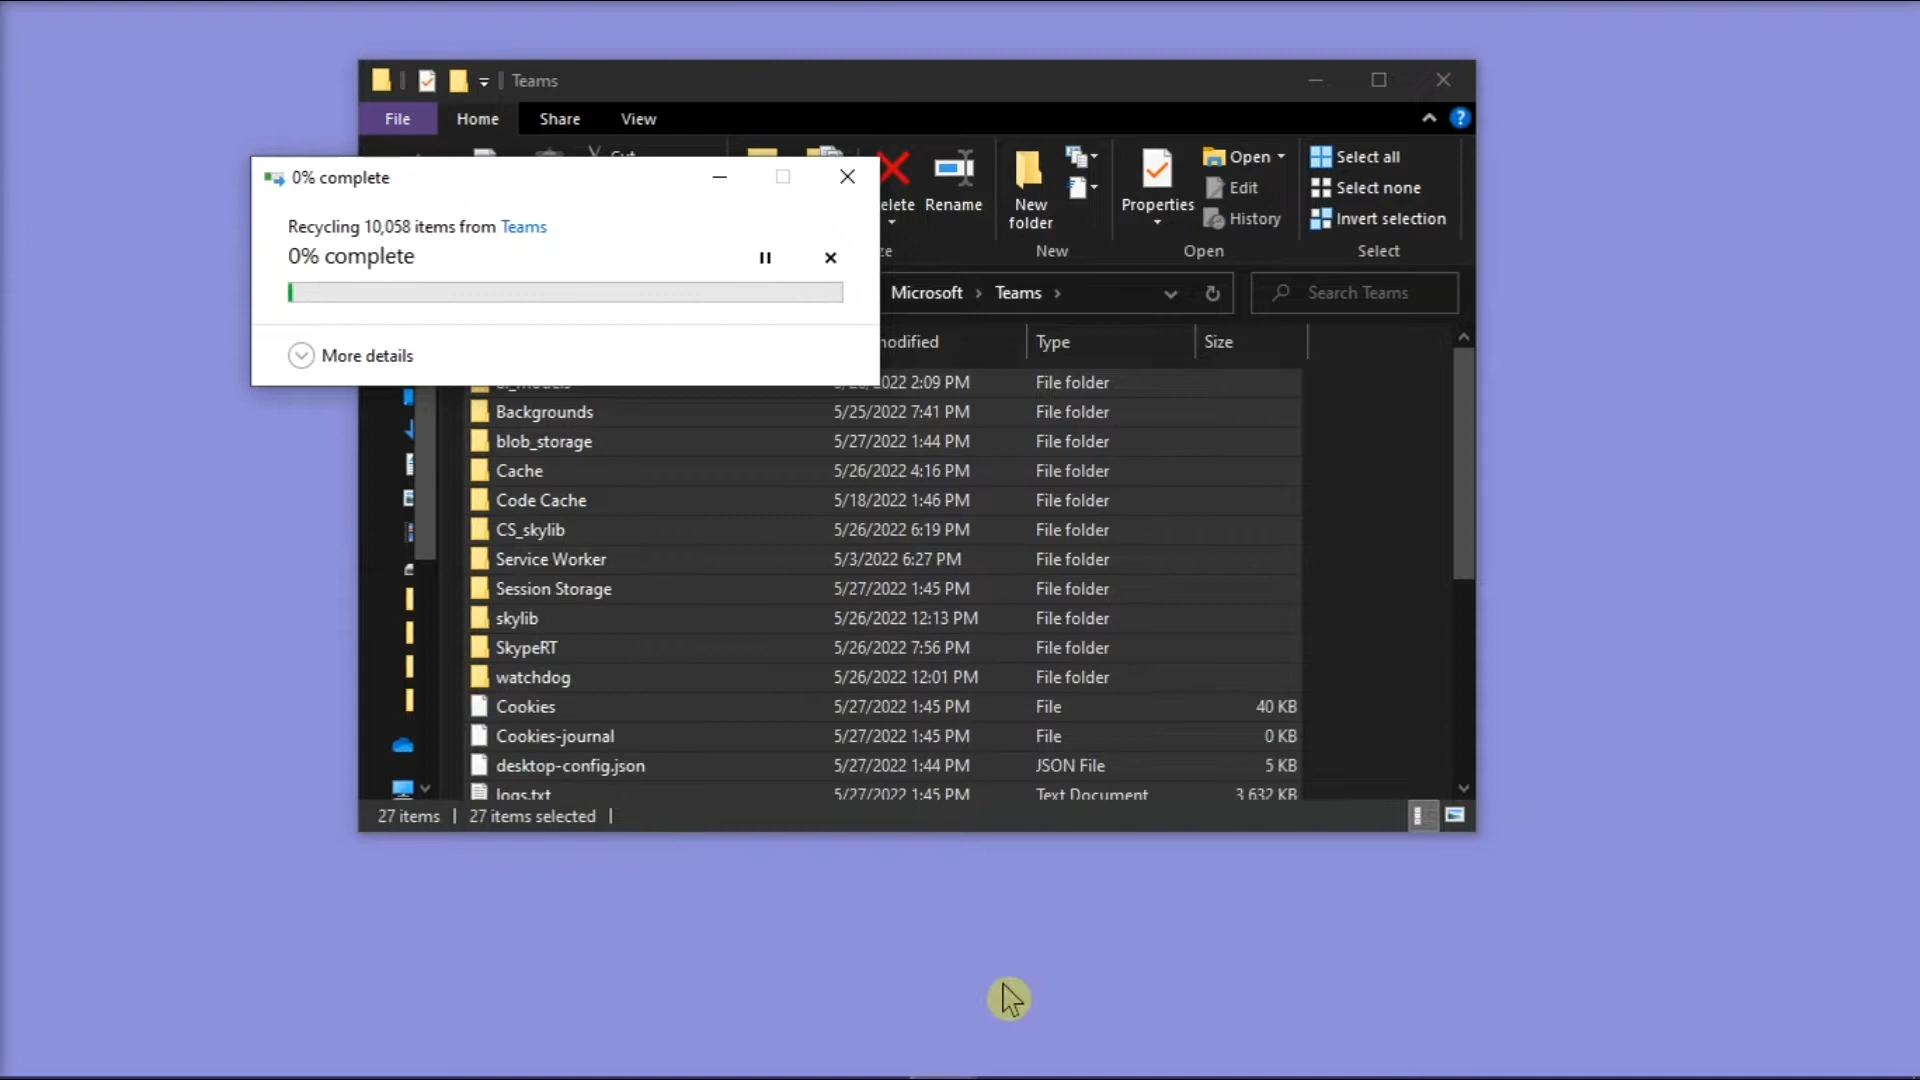 Teams
File Home Share View
Cut
0% complete
Recycling 10,058 items from Teams
0% complete
More details
Rename
New folder
Properties
Open
Edit
History
Select all
Select none
Invert selection
New Open Select
Microsoft › Teams ›
Search Teams
Type Size
2:09 PM File folder
Backgrounds 5/25/2022 7:41 PM File folder
blob_storage 5/27/2022 1:44 PM File folder
Cache 5/26/2022 4:16 PM File folder
Code Cache 5/18/2022 1:46 PM File folder
CS_skylib 5/26/2022 6:19 PM File folder
Service Worker 5/3/2022 6:27 PM File folder
Session Storage 5/27/2022 1:45 PM File folder
skylib 5/26/2022 12:13 PM File folder
SkypeRT 5/26/2022 7:56 PM File folder
watchdog 5/26/2022 12:01 PM File folder
Cookies 5/27/2022 1:45 PM File 40 KB
Cookies-journal 5/27/2022 1:45 PM File 0 KB
desktop-config.json 5/27/2022 1:44 PM JSON File 5 KB
logs.txt 5/27/2022 1:45 PM Text Document 3,632 KB
27 items 27 items selected